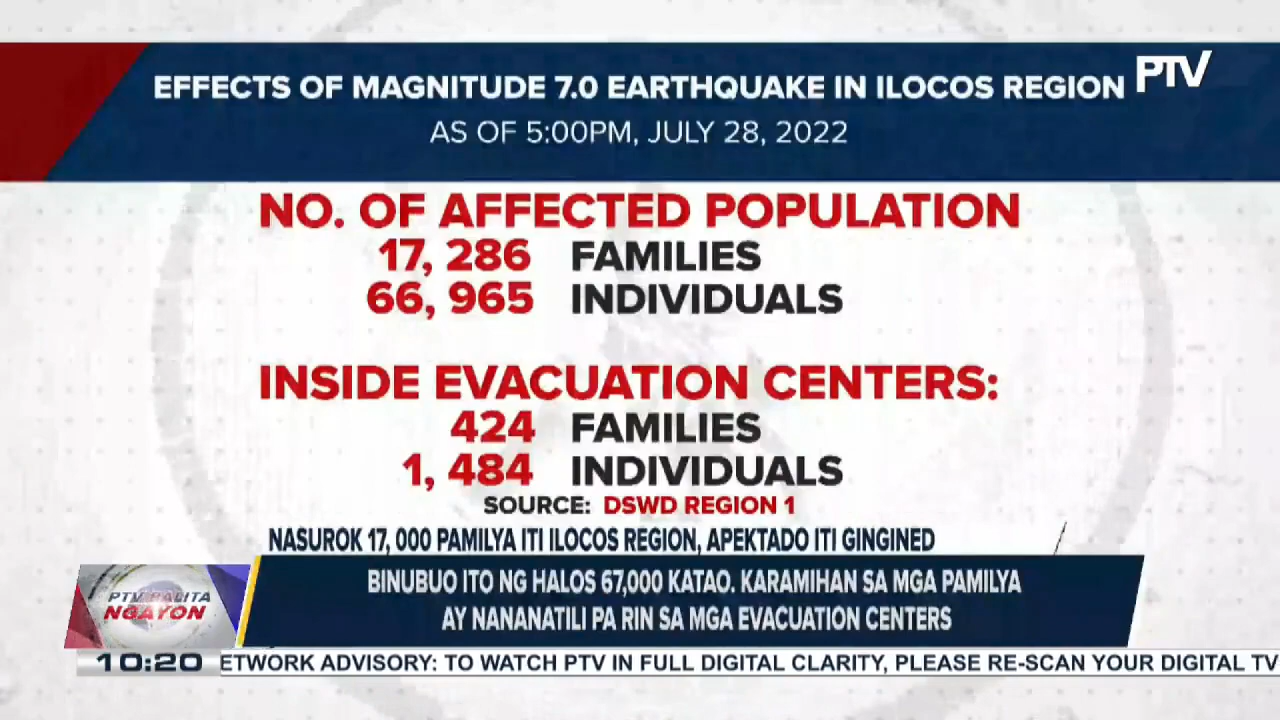 EFFECTS OF MAGNITUDE 7.0 EARTHQUAKE IN ILOCOS REGION
PTV
AS OF 5:00PM, JULY 28, 2022
NO. OF AFFECTED POPULATION
17, 286 FAMILIES
66, 965 INDIVIDUALS
INSIDE EVACUATION CENTERS:
424 FAMILIES
1, 484 INDIVIDUALS
SOURCE: DSWD REGION 1
NASUROK 17, 000 PAMILYA ITI ILOCOS REGION, APEKTADO ITI GINGINED
BINUBUO ITO NG HALOS 67,000 KATAO. KARAMIHAN SA MGA PAMILYA
AY NANANATILI PA RIN SA MGA EVACUATION CENTERS
PTV BALITA
NGAYON
10:20 ETWORK ADVISORY: TO WATCH PTV IN FULL DIGITAL CLARITY, PLEASE RE-SCAN YOUR DIGITAL TV